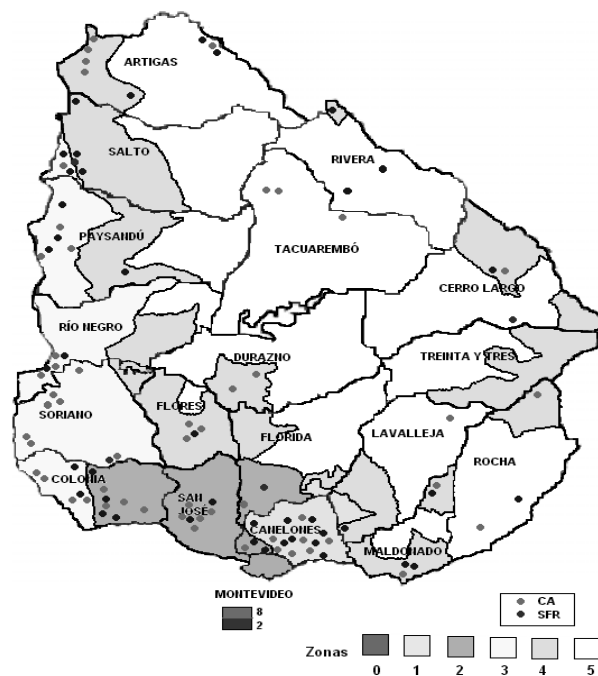 ARTIGAS
SALTO
RIVERA
PAYSANDÚ
TACUAREMBÓ
CERRO LARGO
RÍO NEGRO
DURAZNO
TREINTA Y TRES
SORIANO
FLORES
FLORIDA
LAVALLEJA
ROCHA
COLONIA
SAN
JOSÉ
CANELONES
MALDONADO
MONTEVIDEO
8
2
CA
SFR
Zonas
0 1 2 3 4 5